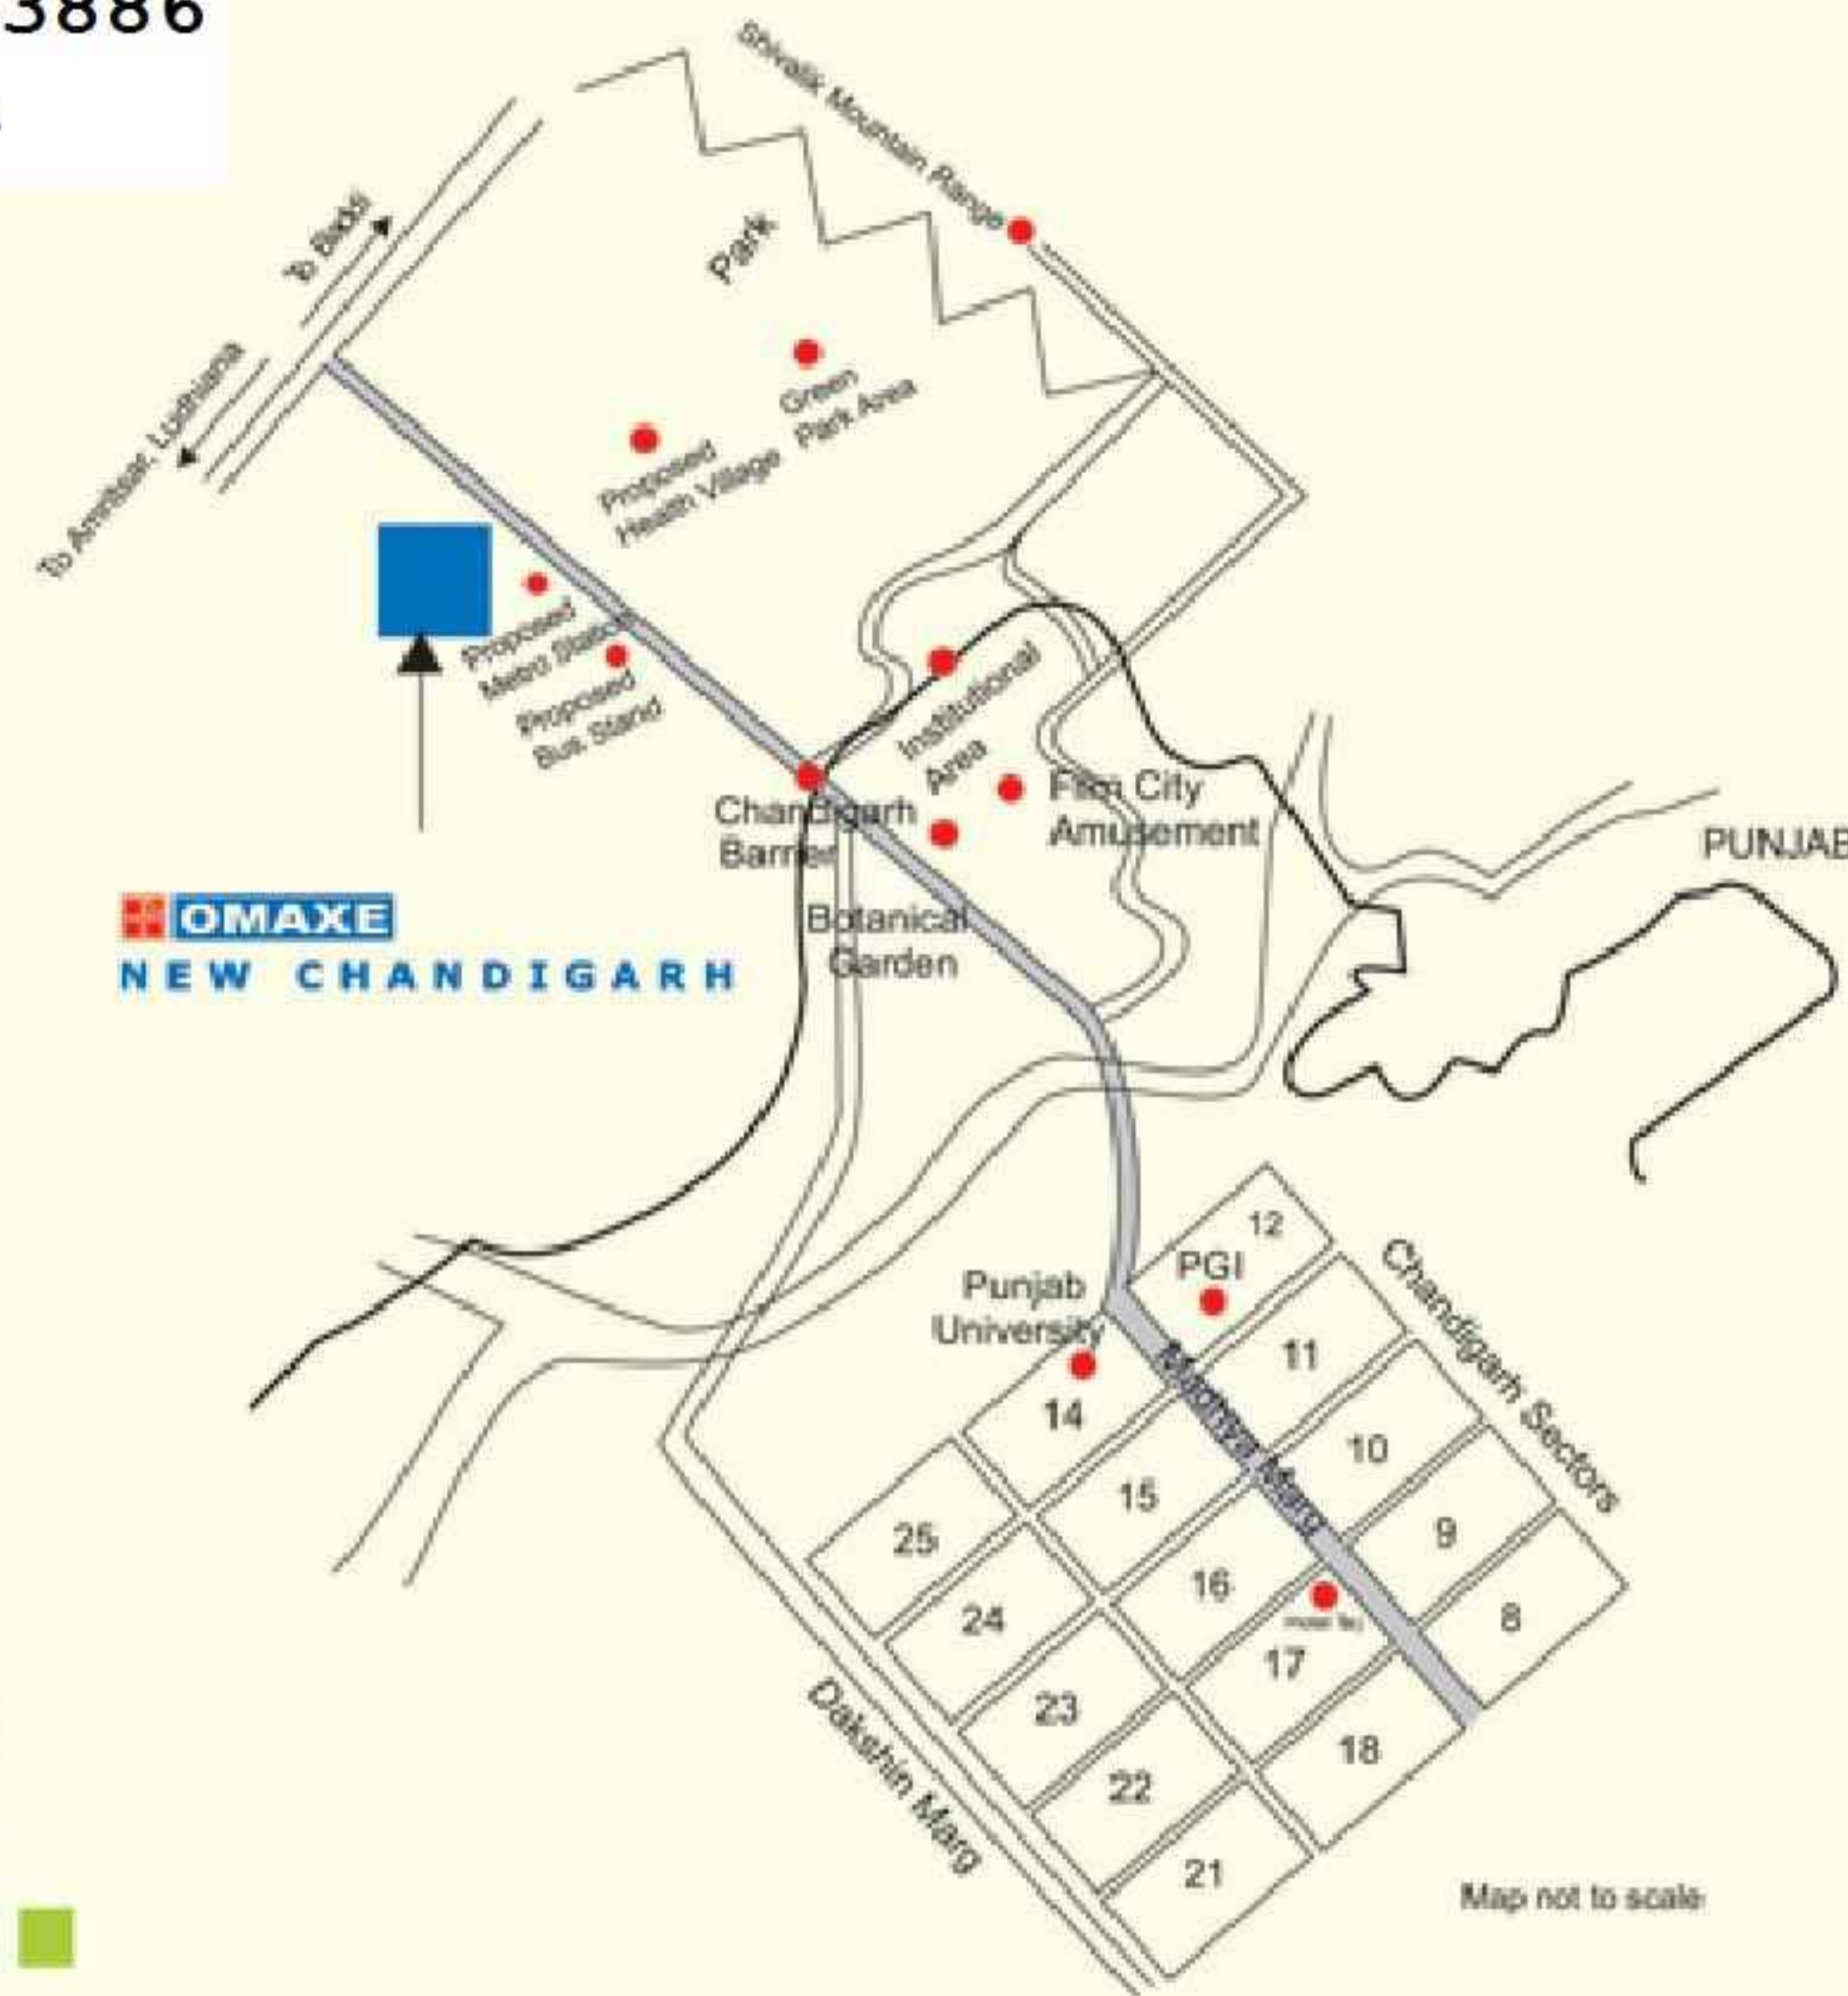 3886
Shivalik Mountain Range
To Baddi
Park
To Amritsar, Ludhiana
Green
Park Area
Proposed
Health Village
Proposed
Metro Station
Proposed
Bus Stand
Institutional
Area
Chandigarh
Barrier
Film City
Amusement
PUNJAB
Botanical
Garden
OMAXE
NEW CHANDIGARH
12
PGI
Punjab
University
Chandigarh Sectors
11
Madhya Marg
14
10
15
9
25
16
8
24
17
23
18
22
Dakshin Marg
21
Map not to scale